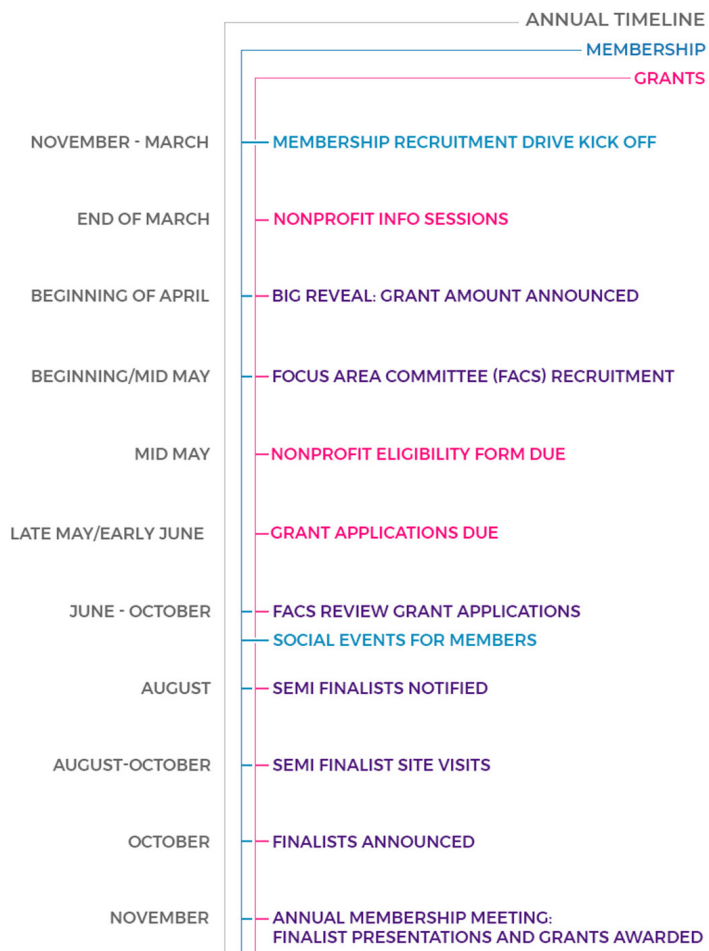 ANNUAL TIMELINE
MEMBERSHIP
GRANTS
NOVEMBER - MARCH
MEMBERSHIP RECRUITMENT DRIVE KICK OFF
END OF MARCH
NONPROFIT INFO SESSIONS
BEGINNING OF APRIL
BIG REVEAL: GRANT AMOUNT ANNOUNCED
BEGINNING/MID MAY
FOCUS AREA COMMITTEE (FACS) RECRUITMENT
MID MAY
NONPROFIT ELIGIBILITY FORM DUE
LATE MAY/EARLY JUNE
GRANT APPLICATIONS DUE
JUNE - OCTOBER
FACS REVIEW GRANT APPLICATIONS
SOCIAL EVENTS FOR MEMBERS
AUGUST
SEMI FINALISTS NOTIFIED
AUGUST-OCTOBER
SEMI FINALIST SITE VISITS
OCTOBER
FINALISTS ANNOUNCED
NOVEMBER
ANNUAL MEMBERSHIP MEETING:
FINALIST PRESENTATIONS AND GRANTS AWARDED